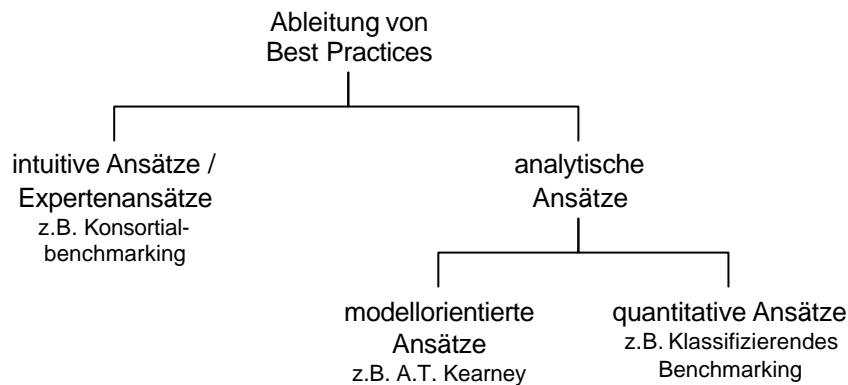 Ableitung von
Best Practices
intuitive Ansätze /
Expertenansätze
z.B. Konsortial-
benchmarking
analytische
Ansätze
modellorientierte
Ansätze
z.B. A.T. Kearney
quantitative Ansätze
z.B. Klassifizierendes
Benchmarking